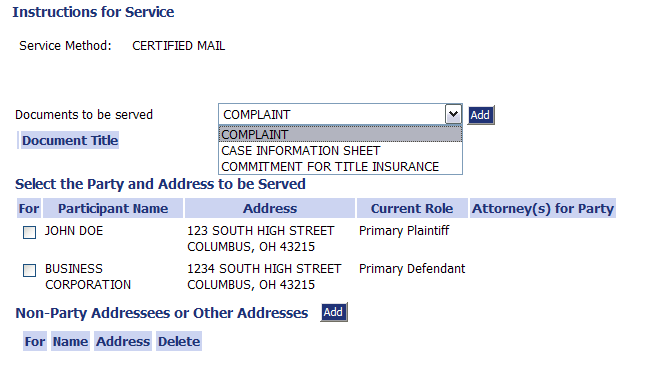 Instructions for Service
Service Method: CERTIFIED MAIL
Documents to be served COMPLAINT Add
COMPLAINT
Document Title
CASE INFORMATION SHEET
COMMITMENT FOR TITLE INSURANCE
Select the Party and Address to be Served
For Participant Name Address Current Role Attorney(s) for Party
JOHN DOE 123 SOUTH HIGH STREET Primary Plaintiff
COLUMBUS, OH 43215
BUSINESS 1234 SOUTH HIGH STREET Primary Defendant
CORPORATION COLUMBUS, OH 43215
Non-Party Addressees or Other Addresses Add
For Name Address Delete